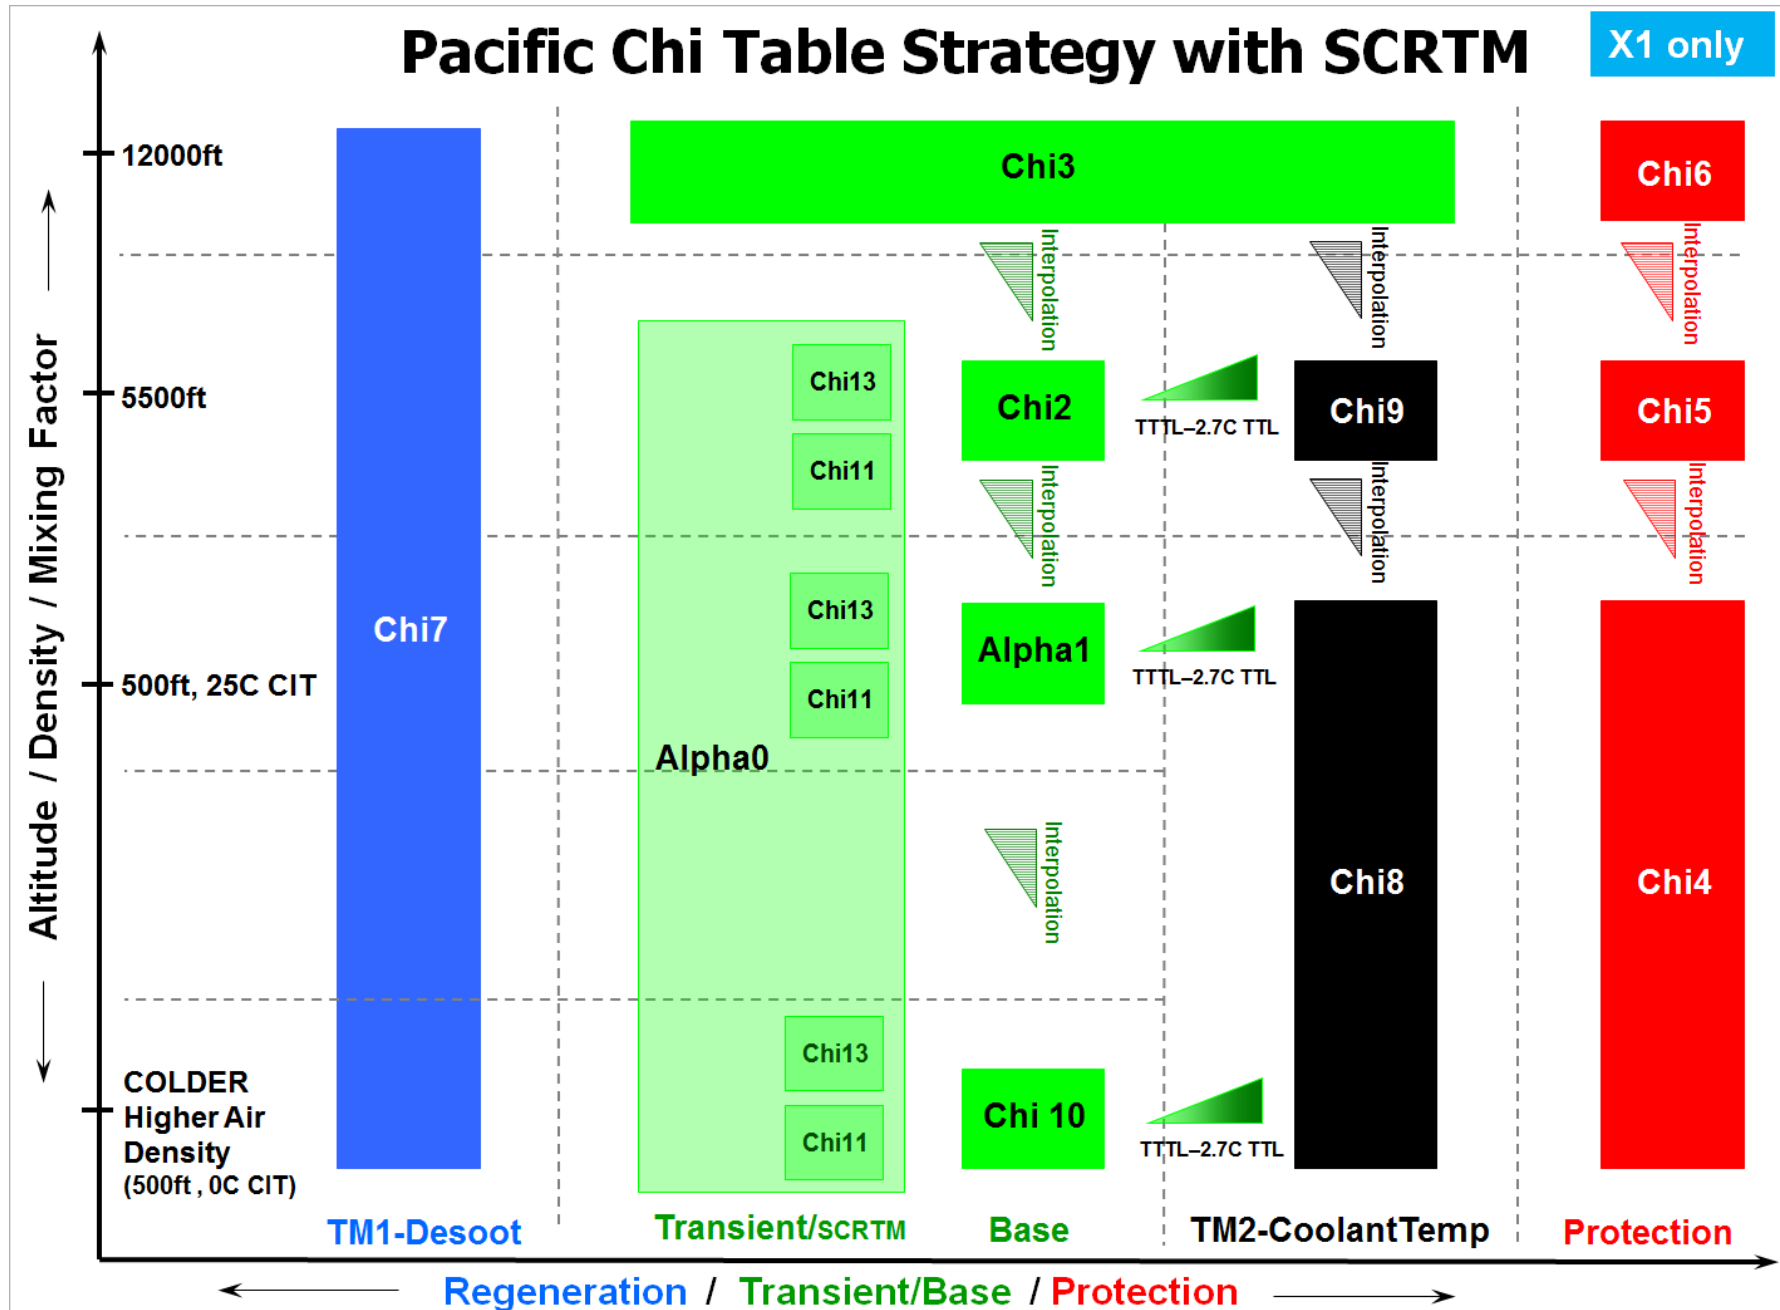 Pacific Chi Table Strategy with SCRTM
X1 only
Altitude / Density / Mixing Factor
12000ft
5500ft
500ft, 25C CIT
COLDER
Higher Air
Density
(500ft , 0C CIT)
Chi7
Chi3
Chi6
Interpolation
Interpolation
Interpolation
Chi13
Chi11
Chi2
TTTL–2.7C TTL
Chi9
Chi5
Interpolation
Interpolation
Interpolation
Chi13
Chi11
Alpha0
Alpha1
TTTL–2.7C TTL
Chi8
Chi4
Interpolation
Chi13
Chi11
Chi 10
TTTL–2.7C TTL
TM1-Desoot
Transient/SCRTM
Base
TM2-CoolantTemp
Protection
Regeneration / Transient/Base / Protection